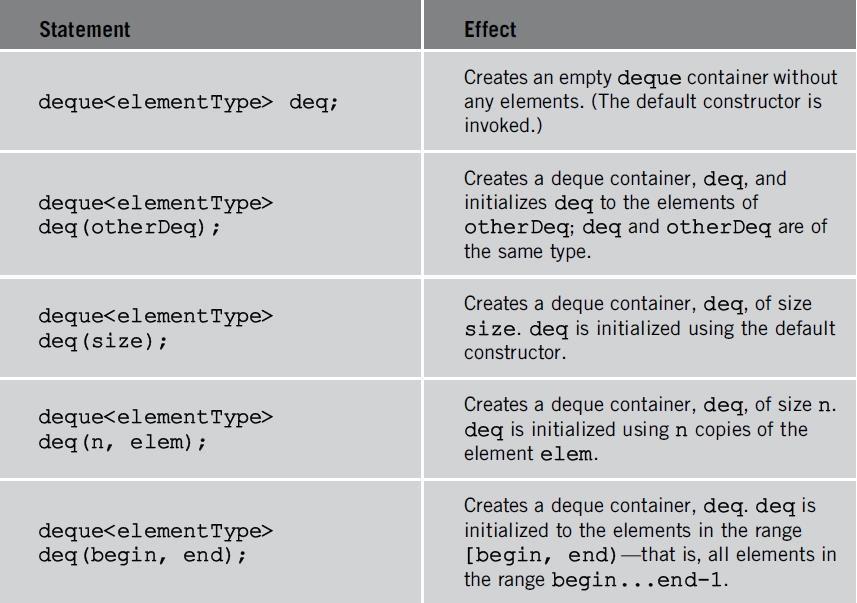 Statement
Effect
deque<elementType> deq;
Creates an empty deque container without
any elements. (The default constructor is
invoked.)
deque<elementType>
deq(otherDeq);
Creates a deque container, deq, and
initializes deq to the elements of
otherDeq; deq and otherDeq are of
the same type.
deque<elementType>
deq(size);
Creates a deque container, deq, of size
size. deq is initialized using the default
constructor.
deque<elementType>
deq(n, elem);
Creates a deque container, deq, of size n.
deq is initialized using n copies of the
element elem.
deque<elementType>
deq(begin, end);
Creates a deque container, deq. deq is
initialized to the elements in the range
[begin, end)—that is, all elements in
the range begin...end-1.